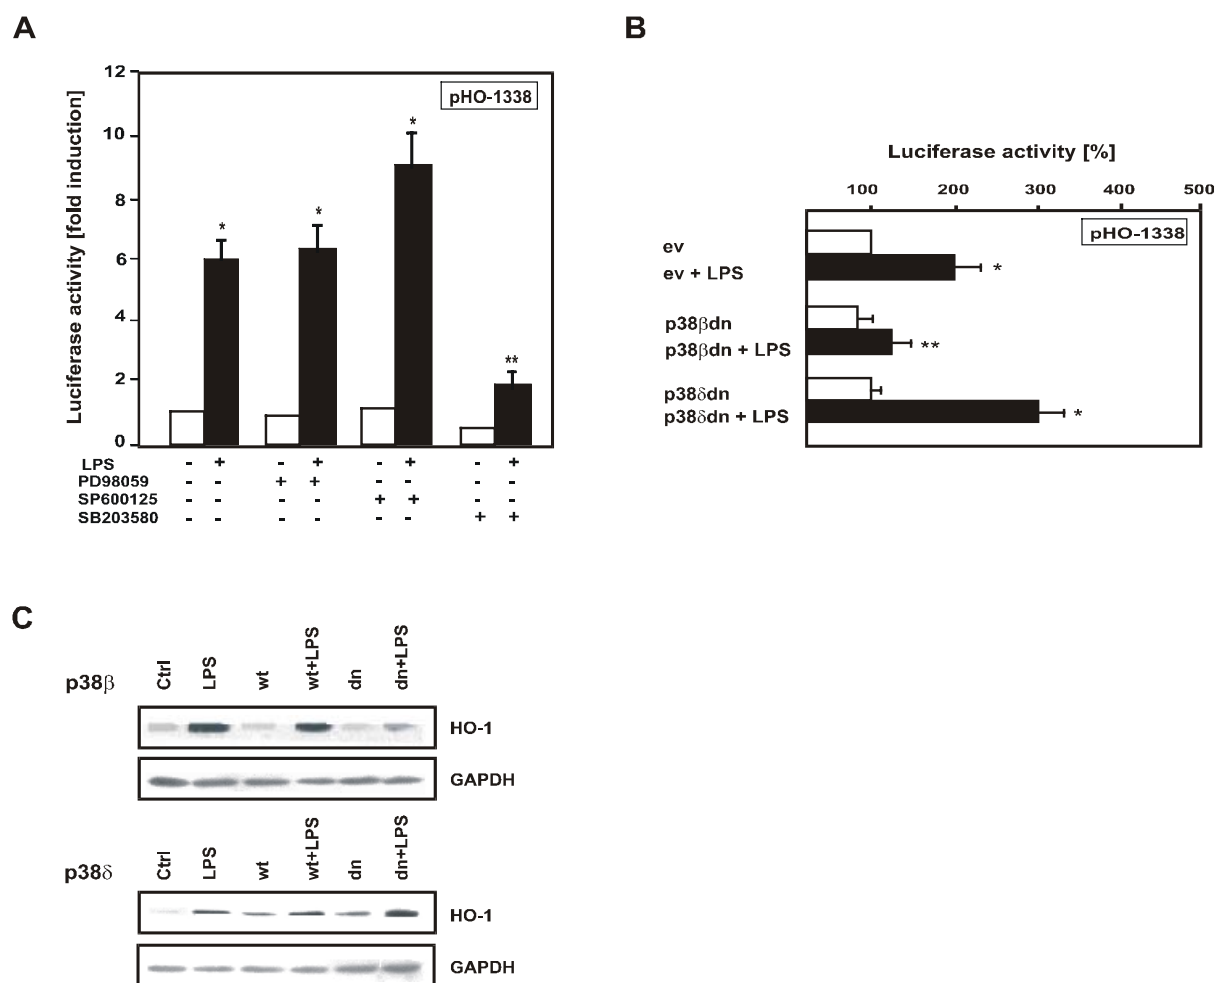 A
Luciferase activity [fold induction]
12
10
8
6
4
2
0
pHO-1338
* * * **
LPS - + - + - + - +
PD98059 - - + + - - - -
SP600125 - - - - + + - -
SB203580 - - - - - - + +
B
Luciferase activity [%]
100 200 300 400 500
pHO-1338
ev
ev + LPS *
p38βdn
p38βdn + LPS **
p38δdn
p38δdn + LPS *
C
p38β Ctrl LPS wt wt+LPS dn dn+LPS
HO-1
GAPDH
p38δ Ctrl LPS wt wt+LPS dn dn+LPS
HO-1
GAPDH